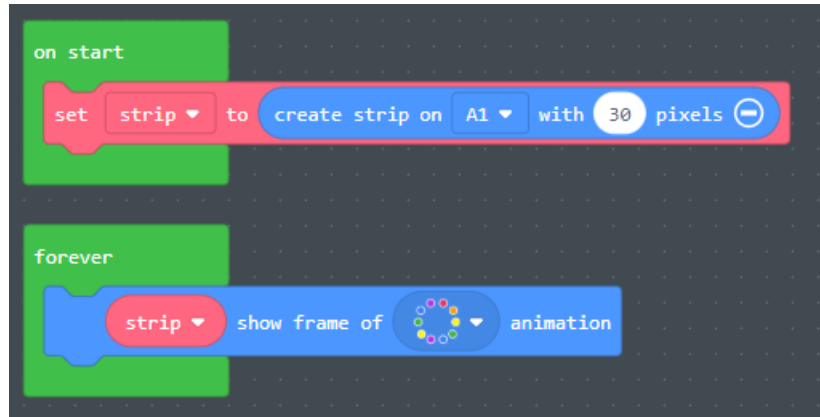 on start
set strip to create strip on A1 with 30 pixels
forever
strip show frame of animation